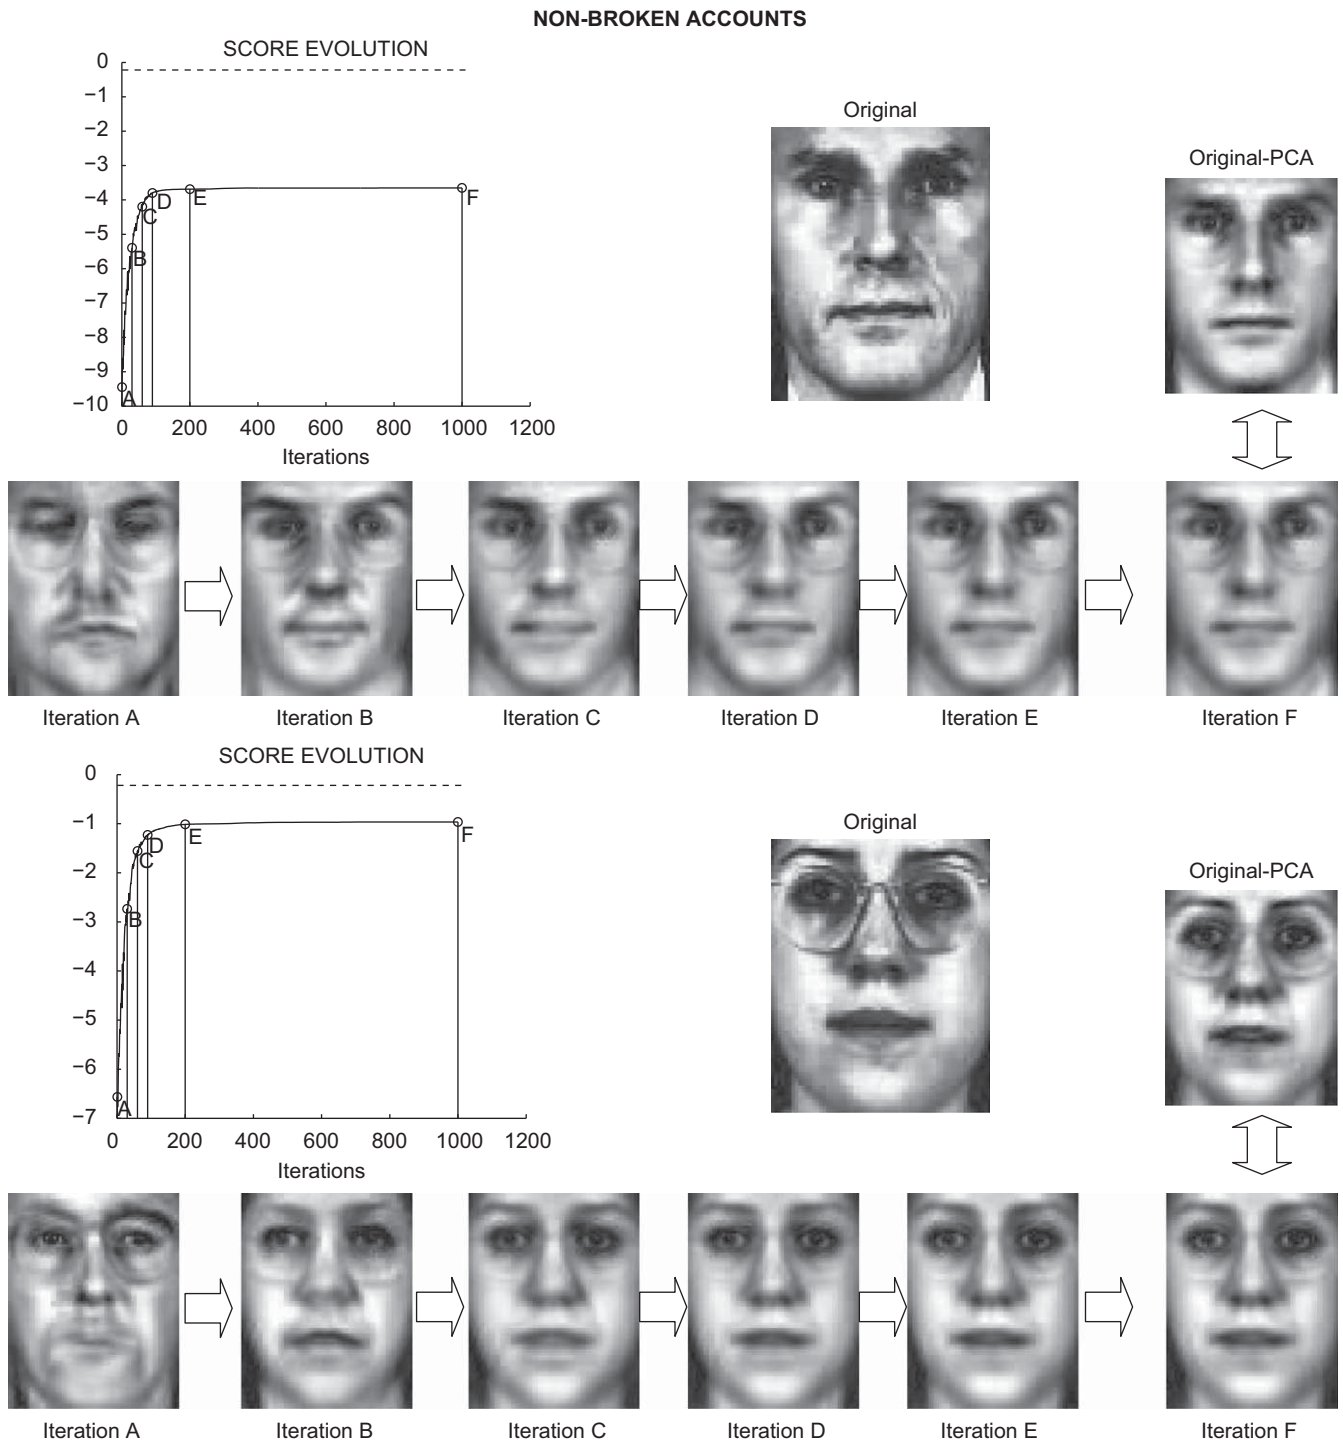 NON-BROKEN ACCOUNTS
SCORE EVOLUTION
0
−1
−2
−3
−4
−5
−6
−7
−8
−9
−10
A
B
C
D
E
F
0 200 400 600 800 1000 1200
Iterations
Original
Original-PCA
Iteration A Iteration B Iteration C Iteration D Iteration E Iteration F
SCORE EVOLUTION
0
−1
−2
−3
−4
−5
−6
−7
A
B
C
D
E
F
0 200 400 600 800 1000 1200
Iterations
Original
Original-PCA
Iteration A Iteration B Iteration C Iteration D Iteration E Iteration F